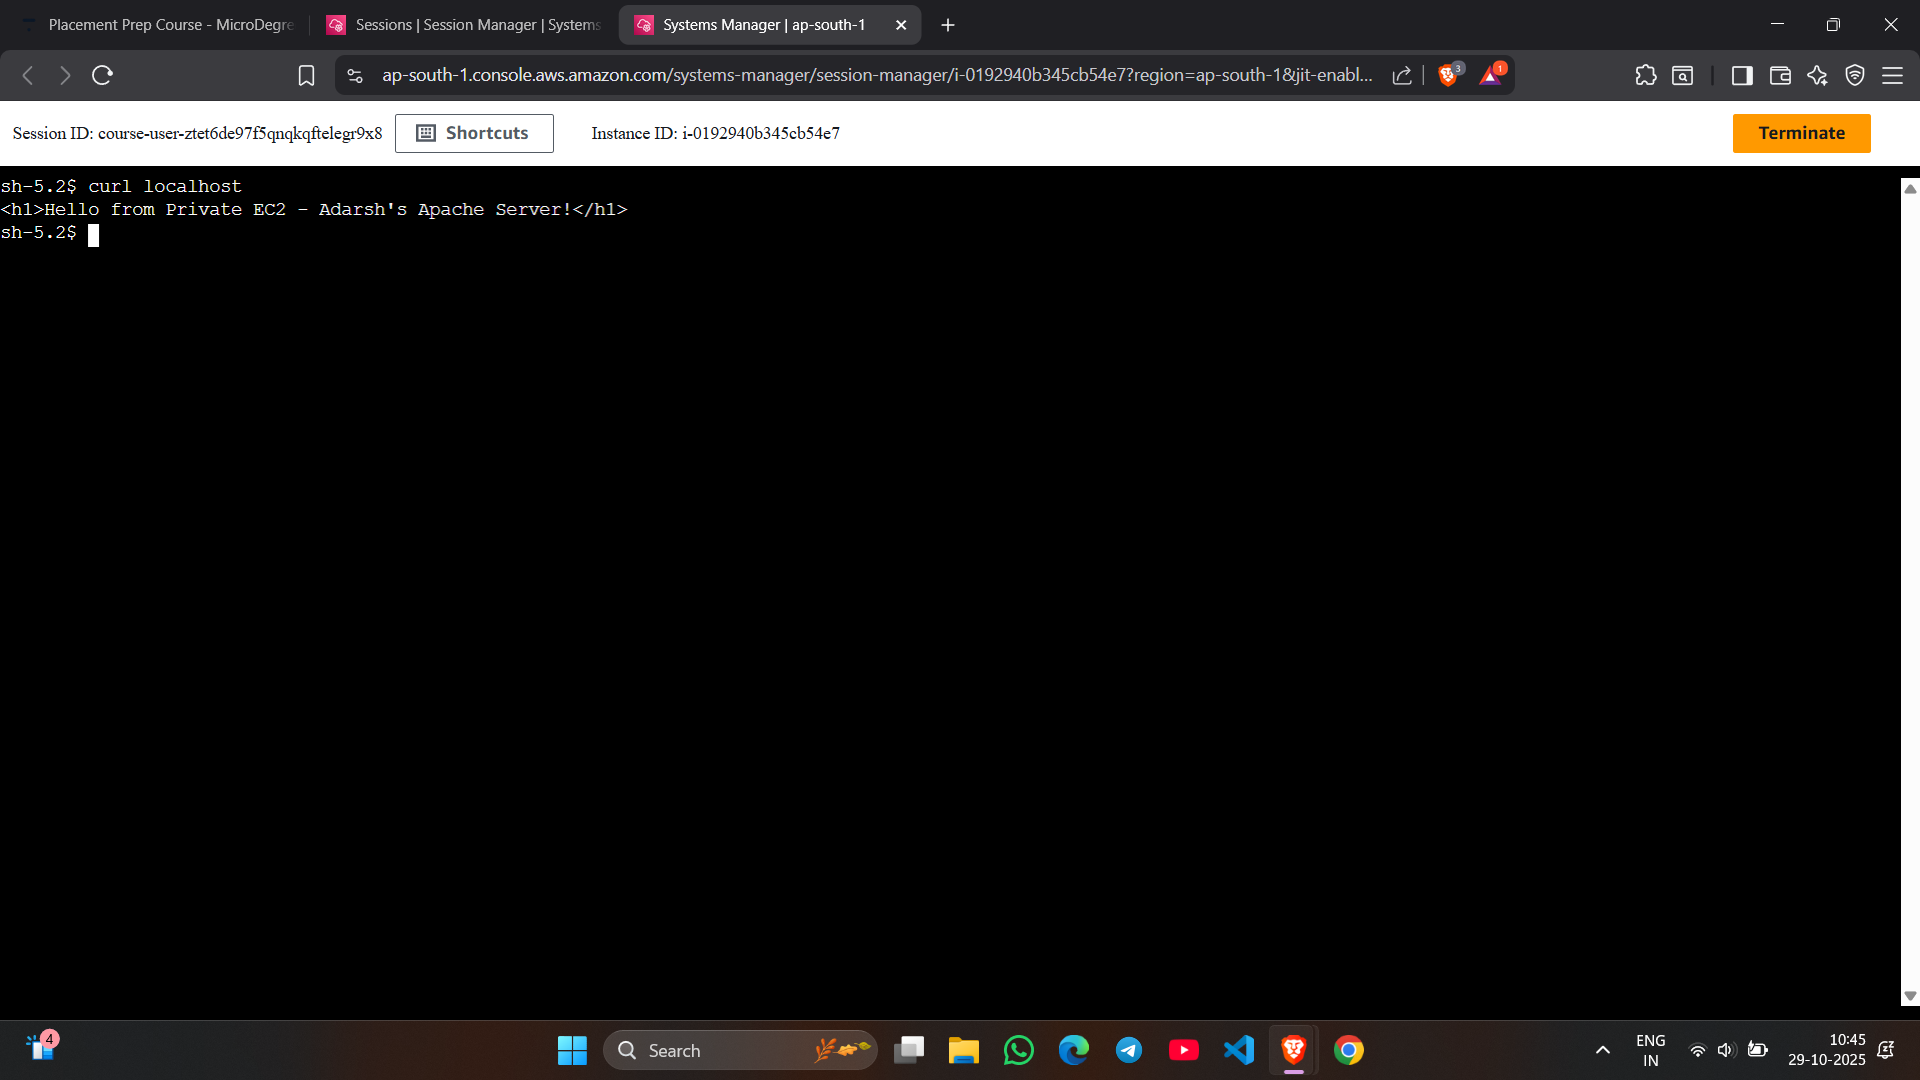 Placement Prep Course - MicroDegre
Sessions | Session Manager | Systems
Systems Manager | ap-south-1
ap-south-1.console.aws.amazon.com/systems-manager/session-manager/i-0192940b345cb54e7?region=ap-south-1&jit-enabl...
3
1
Session ID: course-user-ztet6de97f5qnqkqftelegr9x8
Shortcuts
Instance ID: i-0192940b345cb54e7
Terminate
sh-5.2$ curl localhost
<h1>Hello from Private EC2 - Adarsh's Apache Server!</h1>
sh-5.2$
4
Search
ENG
IN
10:45
29-10-2025